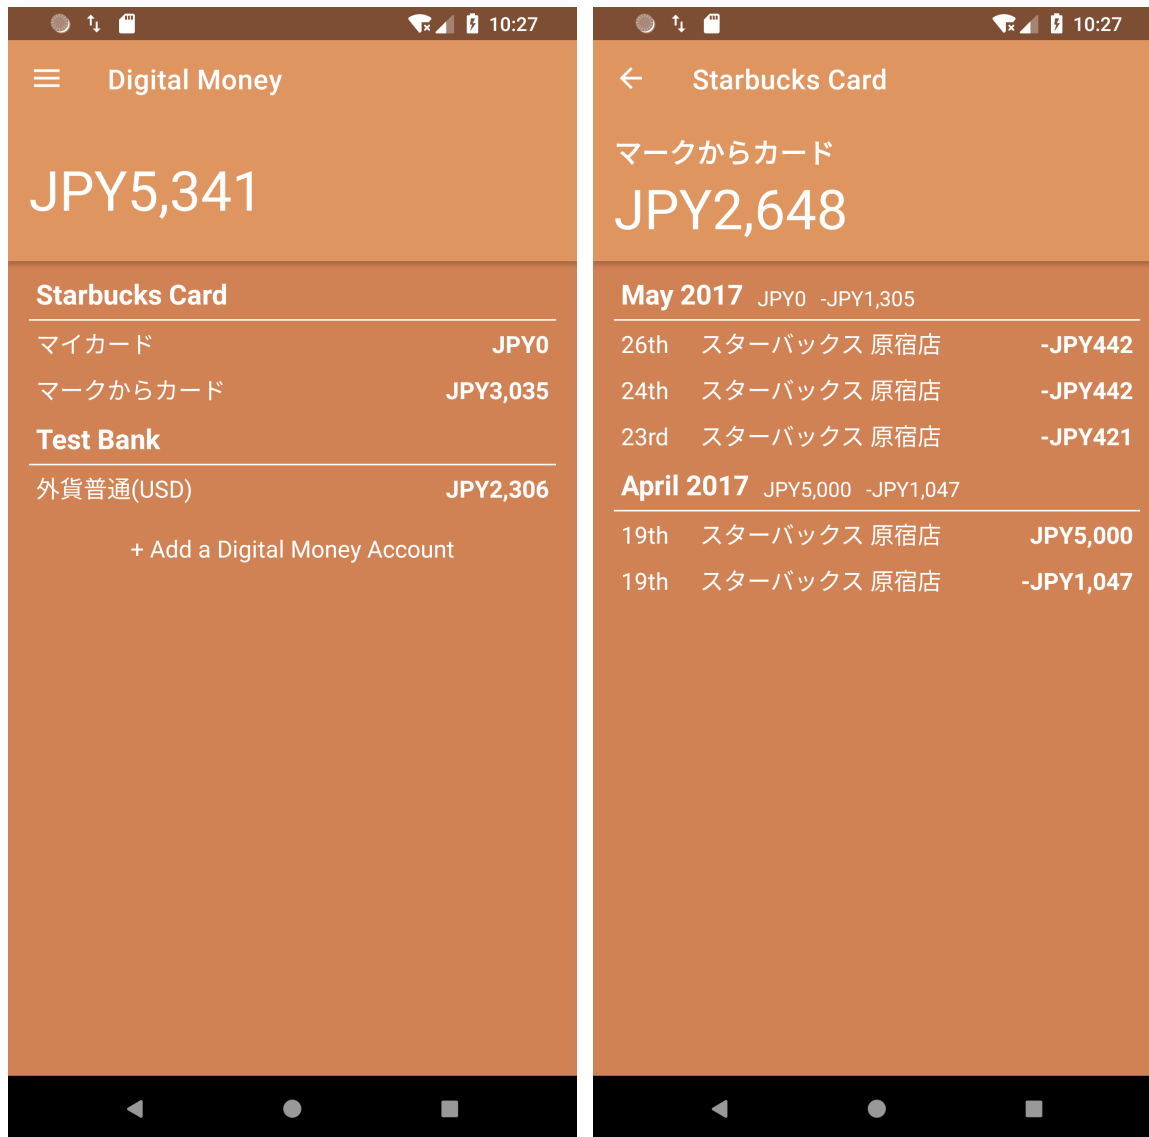 10:27
Digital Money
JPY5,341
Starbucks Card
マイカード JPY0
マークからカード JPY3,035
Test Bank
外貨普通(USD) JPY2,306
+ Add a Digital Money Account
10:27
Starbucks Card
マークからカード
JPY2,648
May 2017 JPY0 -JPY1,305
26th スターバックス 原宿店 -JPY442
24th スターバックス 原宿店 -JPY442
23rd スターバックス 原宿店 -JPY421
April 2017 JPY5,000 -JPY1,047
19th スターバックス 原宿店 JPY5,000
19th スターバックス 原宿店 -JPY1,047